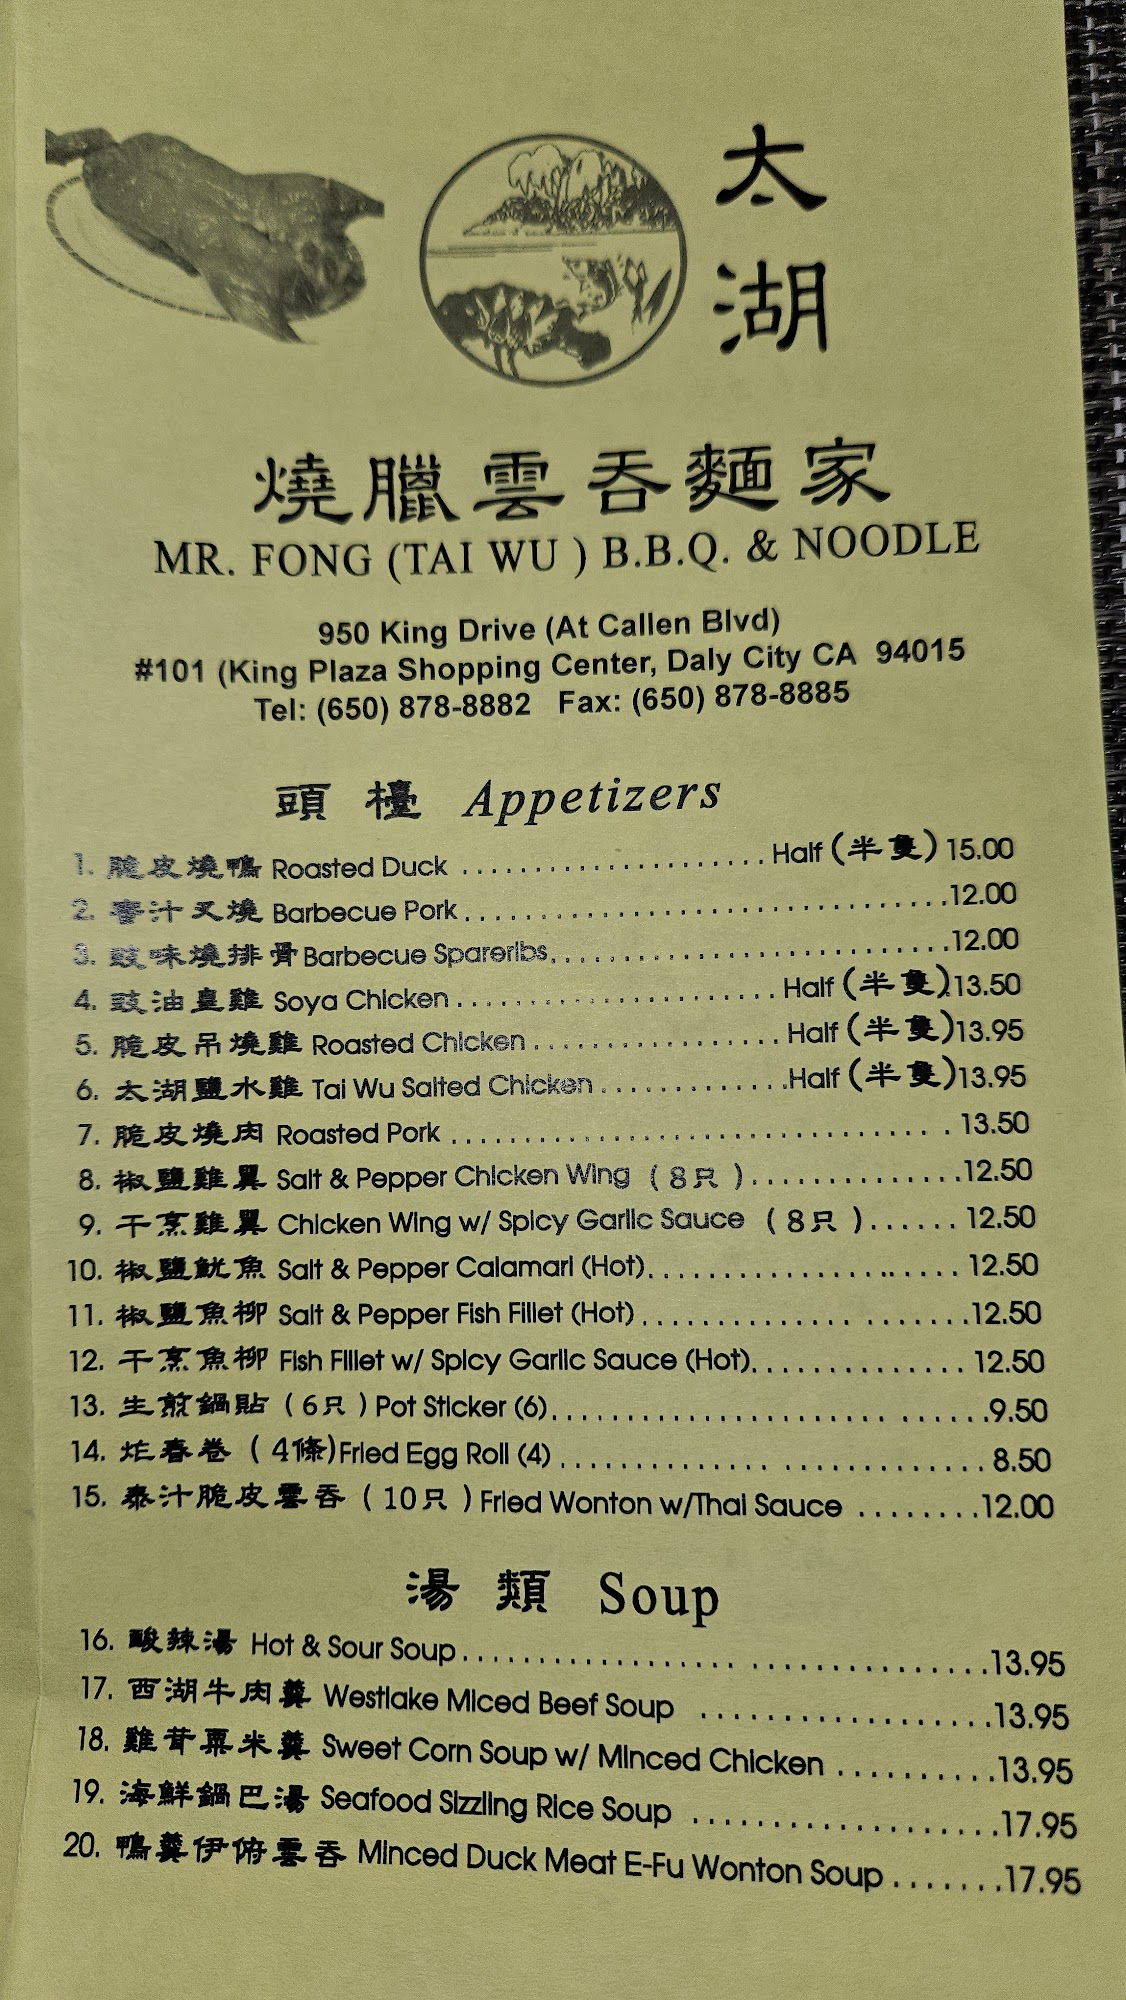 太湖
燒臘雲吞麵家
MR. FONG (TAI WU ) B.B.Q. & NOODLE
950 King Drive (At Callen Blvd)
#101 (King Plaza Shopping Center, Daly City CA 94015
Tel: (650) 878-8882 Fax: (650) 878-8885
頭檯 Appetizers
1. 脆皮燒鴨 Roasted Duck ........................ Half (半隻) 15.00
2. 蜜汁叉燒 Barbecue Pork ........................ 12.00
3. 豉味燒排骨 Barbecue Spareribs ........................ 12.00
4. 豉油皇雞 Soya Chicken ........................ Half (半隻) 13.50
5. 脆皮吊燒雞 Roasted Chicken ........................ Half (半隻) 13.95
6. 太湖鹽水雞 Tai Wu Salted Chicken ............... Half (半隻) 13.95
7. 脆皮燒肉 Roasted Pork ........................ 13.50
8. 椒鹽雞翼 Salt & Pepper Chicken Wing ( 8只 ) ............... 12.50
9. 干烹雞翼 Chicken Wing w/ Spicy Garlic Sauce ( 8只 ) ...... 12.50
10. 椒鹽魷魚 Salt & Pepper Calamari (Hot) ..................... 12.50
11. 椒鹽魚柳 Salt & Pepper Fish Fillet (Hot) ..................... 12.50
12. 干烹魚柳 Fish Fillet w/ Spicy Garlic Sauce (Hot) ............... 12.50
13. 生煎鍋貼 ( 6只 ) Pot Sticker (6) ........................ 9.50
14. 炸春卷 ( 4條) Fried Egg Roll (4) ........................ 8.50
15. 泰汁脆皮雲吞 ( 10只 ) Fried Wonton w/Thai Sauce ........ 12.00
湯類 Soup
16. 酸辣湯 Hot & Sour Soup ........................ 13.95
17. 西湖牛肉羹 Westlake Miced Beef Soup .................. 13.95
18. 雞茸粟米羹 Sweet Corn Soup w/ Minced Chicken .......... 13.95
19. 海鮮鍋巴湯 Seafood Sizzling Rice Soup ................... 17.95
20. 鴨羹伊府雲吞 Minced Duck Meat E-Fu Wonton Soup ....... 17.95